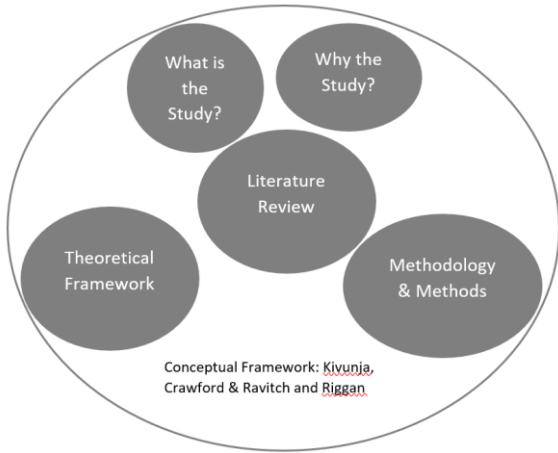 What is
the
Study?
Why the
Study?
Literature
Review
Theoretical
Framework
Methodology
& Methods
Conceptual Framework: Kivunja,
Crawford & Ravitch and Riggan